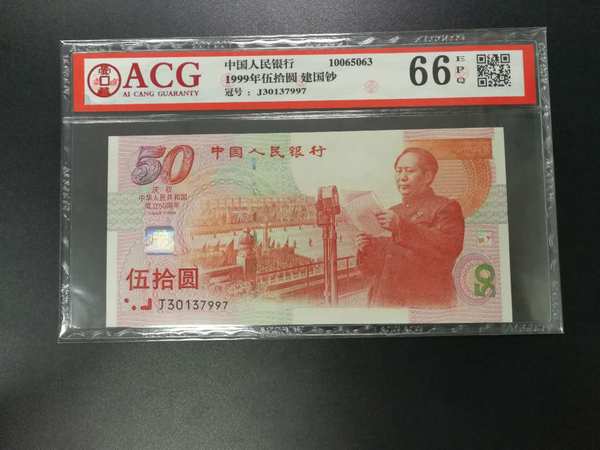 ACG
AI CANG GUARANTY
中国人民银行 10065063
1999年伍拾圆 建国钞
冠号: J30137997
66
EPQ
50
中国人民银行
庆祝
中华人民共和国
成立50周年
伍拾圆
J30137997
50